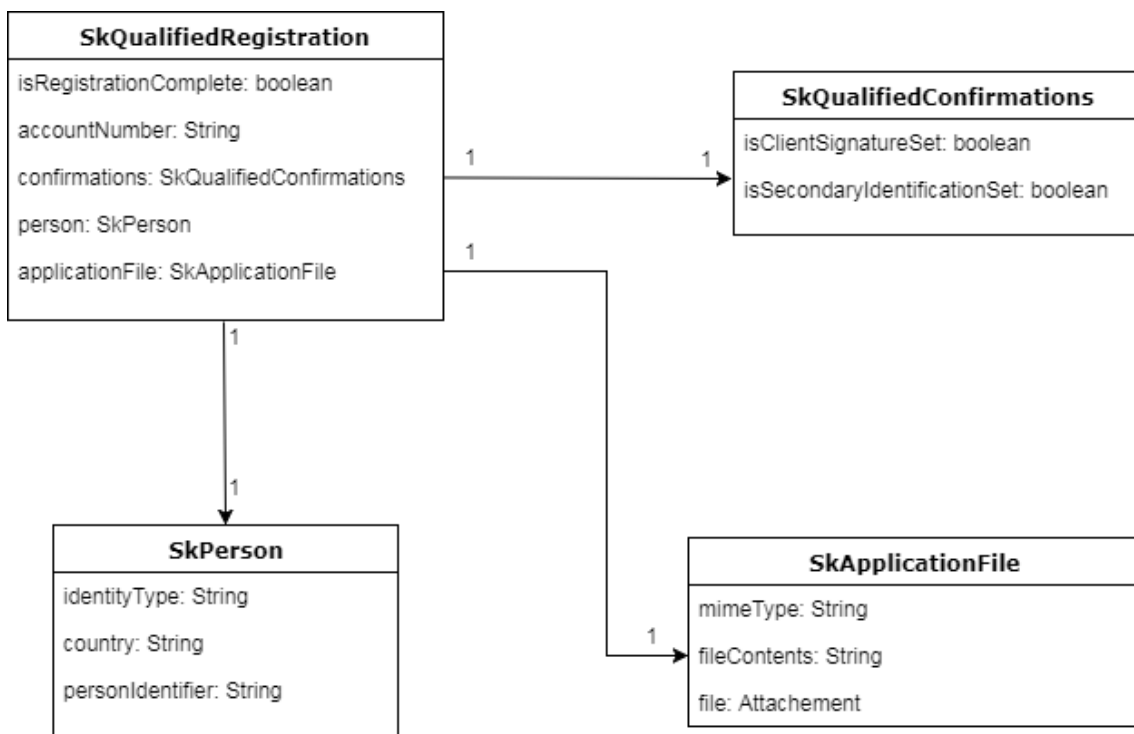 SkQualifiedRegistration
isRegistrationComplete: boolean
accountNumber: String
confirmations: SkQualifiedConfirmations
person: SkPerson
applicationFile: SkApplicationFile
SkQualifiedConfirmations
isClientSignatureSet: boolean
isSecondaryIdentificationSet: boolean
1
1
1
1
1
1
SkPerson
identityType: String
country: String
personIdentifier: String
SkApplicationFile
mimeType: String
fileContents: String
file: Attachement